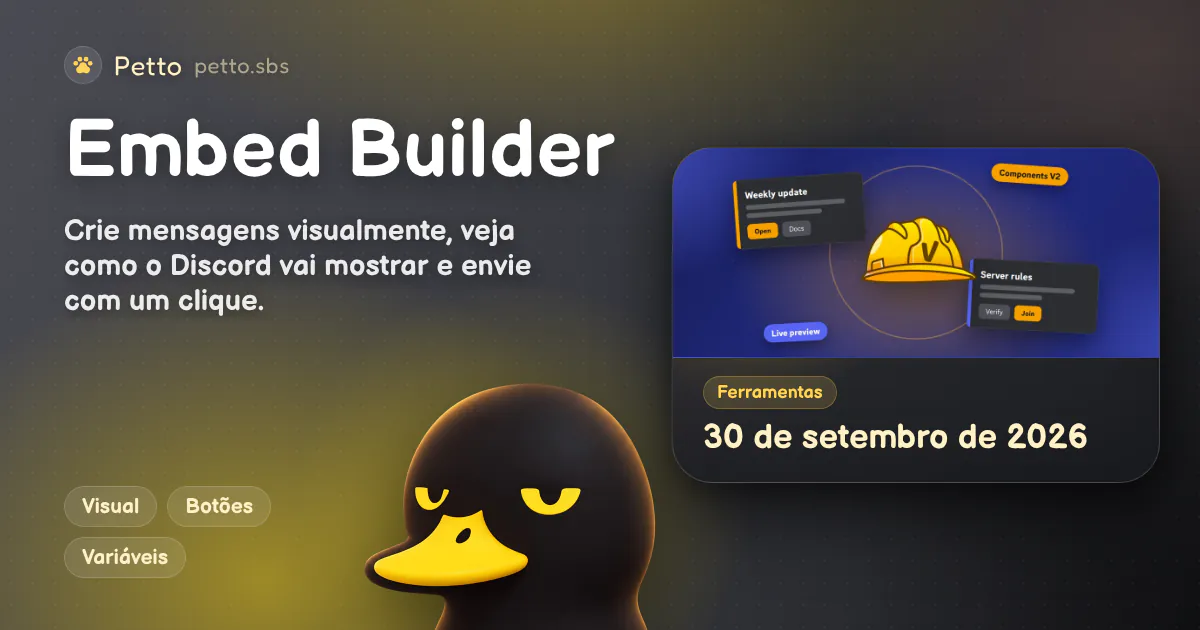 Petto petto.sbs
Embed Builder
Crie mensagens visualmente, veja
como o Discord vai mostrar e envie
com um clique.
Visual Botões
Variáveis
Components V2
Weekly update
Open Docs
V
Server rules
Verify Join
Live preview
Ferramentas
30 de setembro de 2026